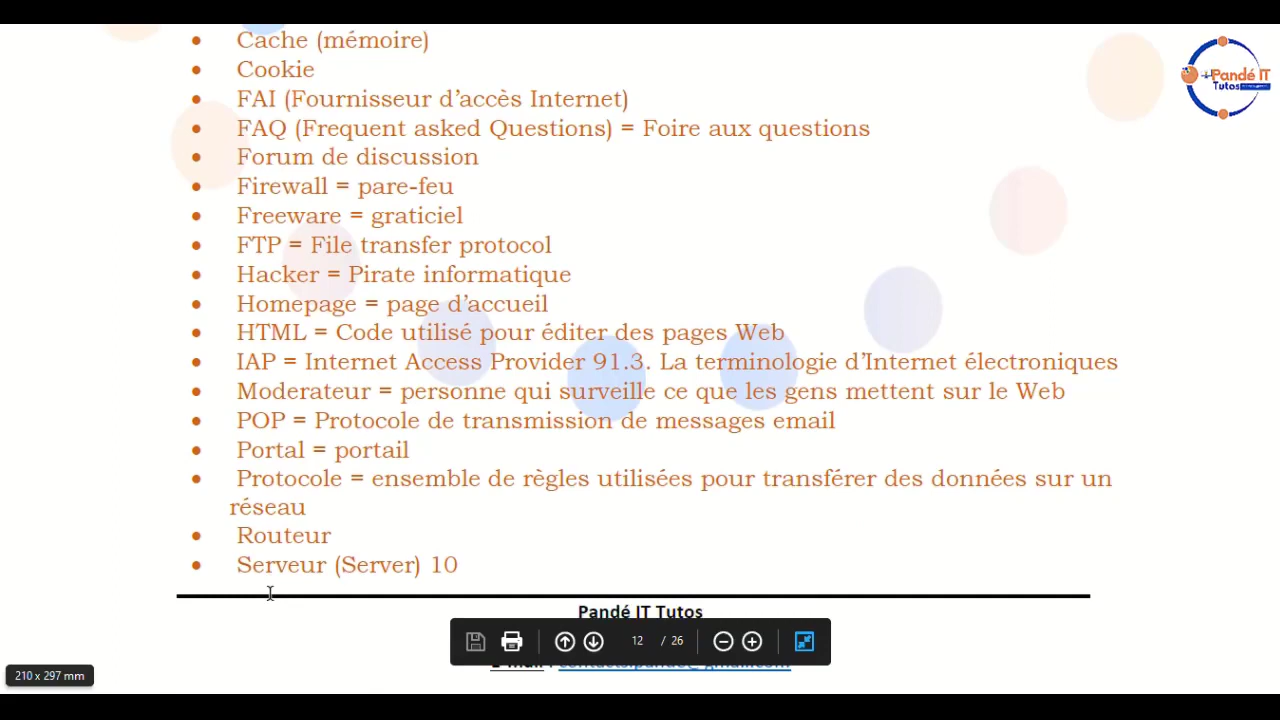 Cache (mémoire)
Cookie
FAI (Fournisseur d’accès Internet)
FAQ (Frequent asked Questions) = Foire aux questions
Forum de discussion
Firewall = pare-feu
Freeware = graticiel
FTP = File transfer protocol
Hacker = Pirate informatique
Homepage = page d’accueil
HTML = Code utilisé pour éditer des pages Web
IAP = Internet Access Provider 91.3. La terminologie d’Internet électroniques
Moderateur = personne qui surveille ce que les gens mettent sur le Web
POP = Protocole de transmission de messages email
Portal = portail
Protocole = ensemble de règles utilisées pour transférer des données sur un
réseau
Routeur
Serveur (Server) 10
Pandé IT Tutos
12 / 26
210 x 297 mm
Pandé IT
Tutos